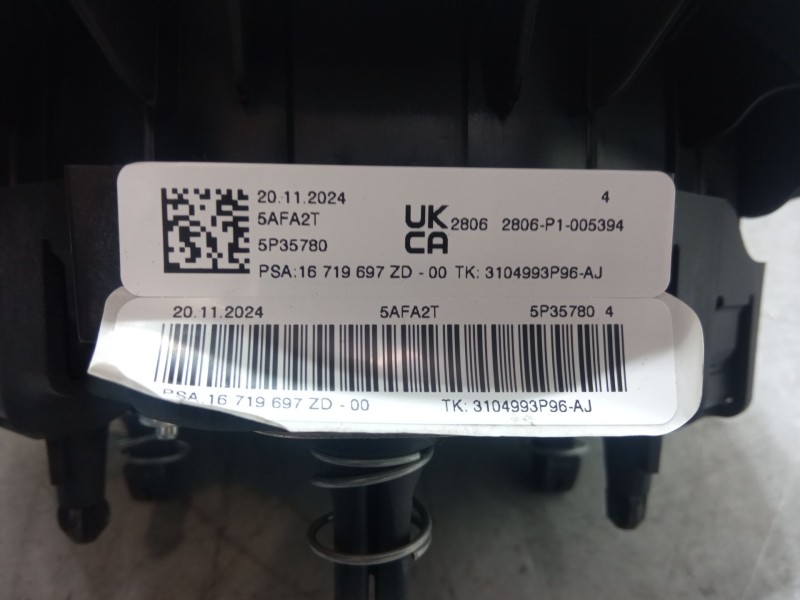 20.11.2024 4
5AFA2T UK CA 2806 2806-P1-005394
5P35780
PSA:16 719 697 ZD - 00 TK: 3104993P96-AJ
20.11.2024 5AFA2T 5P35780 4
PSA:16 719 697 ZD - 00 TK: 3104993P96-AJ